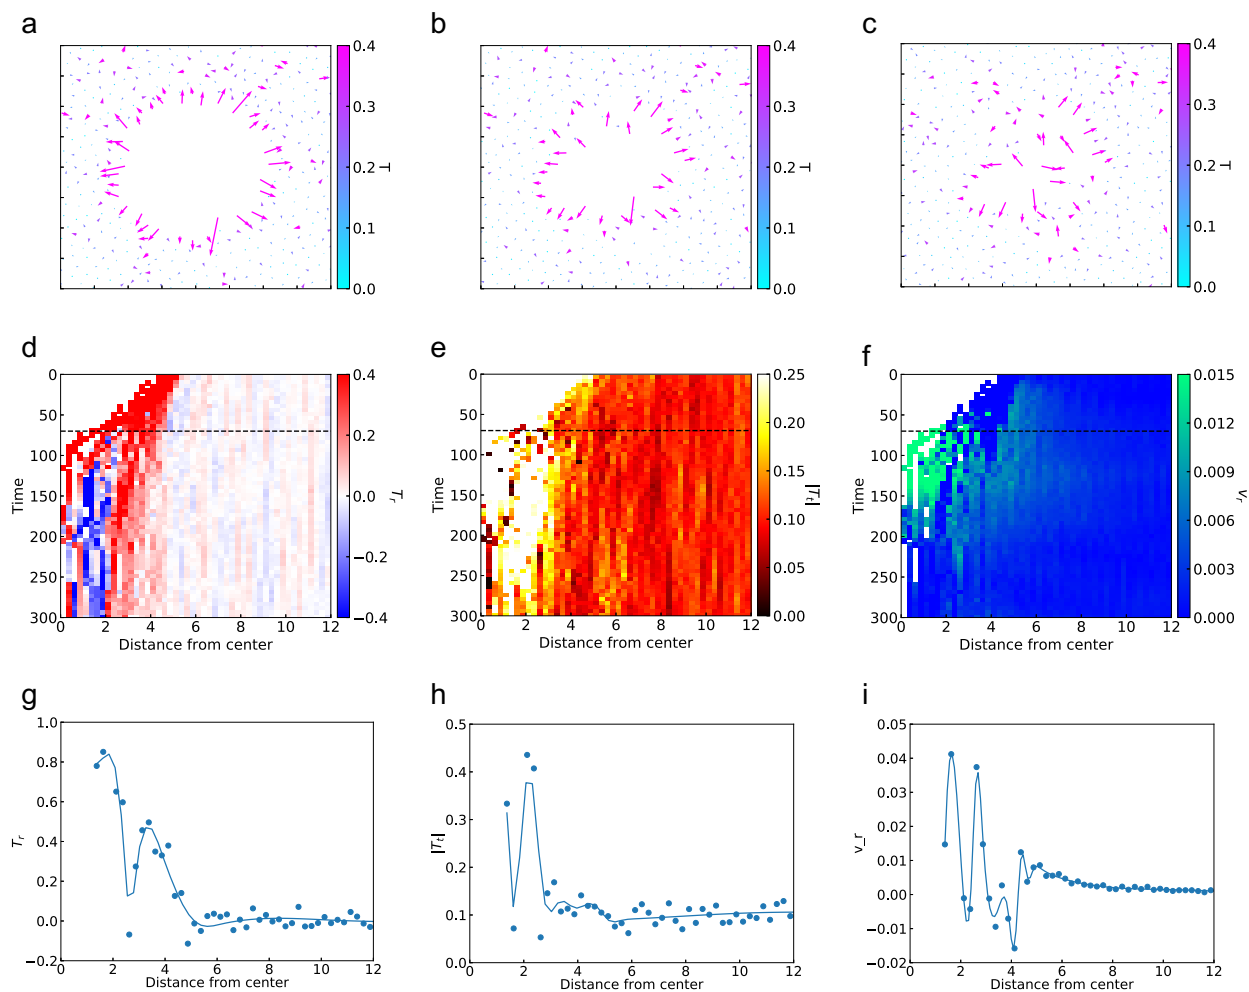 a
b
c
0.4
0.3
0.2
0.1
0.0
T
0.4
0.3
0.2
0.1
0.0
T
0.4
0.3
0.2
0.1
0.0
T
d
e
f
0
50
100
150
200
250
300
Time
0 2 4 6 8 10 12
Distance from center
0.4
0.2
0.0
−0.2
−0.4
T_r
0
50
100
150
200
250
300
Time
0 2 4 6 8 10 12
Distance from center
0.25
0.20
0.15
0.10
0.05
0.00
|T_t|
0
50
100
150
200
250
300
Time
0 2 4 6 8 10 12
Distance from center
0.015
0.012
0.009
0.006
0.003
0.000
v_r
g
h
i
1.0
0.8
0.6
0.4
0.2
0.0
−0.2
T_r
0 2 4 6 8 10 12
Distance from center
0.5
0.4
0.3
0.2
0.1
0.0
|T_t|
0 2 4 6 8 10 12
Distance from center
0.05
0.04
0.03
0.02
0.01
0.00
−0.01
−0.02
v_r
0 2 4 6 8 10 12
Distance from center